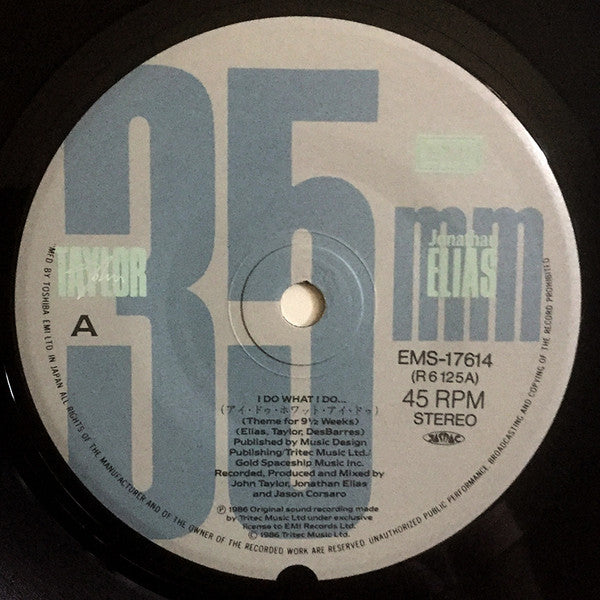 35
mm
John
TAYLOR
Jonathan
ELIAS
A
EMS-17614
(R6125A)
45 RPM
STEREO
I DO WHAT I DO...
(アイ・ドゥ・ホワット・アイ・ドゥ)
(Theme for 9½ Weeks)
(Elias, Taylor, DesBarres)
Published by Music Design
Publishing/Tritec Music Ltd./
Gold Spaceship Music Inc.
Recorded, Produced and Mixed by
John Taylor, Jonathan Elias
and Jason Corsaro
Ⓟ 1986 Original sound recording made
by Tritec Music Ltd under exclusive
license to EMI Records Ltd.
© 1986 Tritec Music Ltd.
MFD BY TOSHIBA EMI LTD IN JAPAN ALL RIGHTS OF THE MANUFACTURER AND OF THE OWNER OF THE RECORDED WORK ARE RESERVED. UNAUTHORIZED PUBLIC PERFORMANCE, BROADCASTING AND COPYING OF THE RECORD PROHIBITED